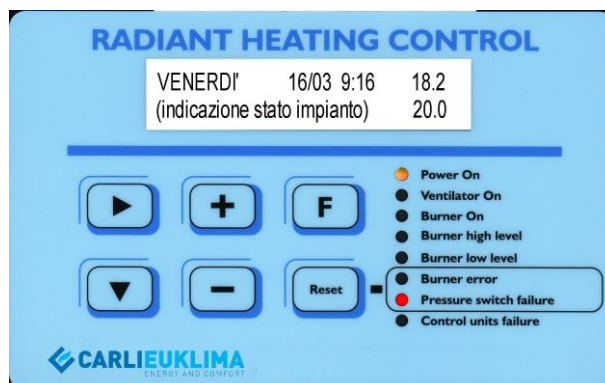 RADIANT HEATING CONTROL
VENERDI' 16/03 9:16 18.2
(indicazione stato impianto) 20.0
F
Reset
Power On
Ventilator On
Burner On
Burner high level
Burner low level
Burner error
Pressure switch failure
Control units failure
CARLIEUKLIMA
ENERGY AND COMFORT